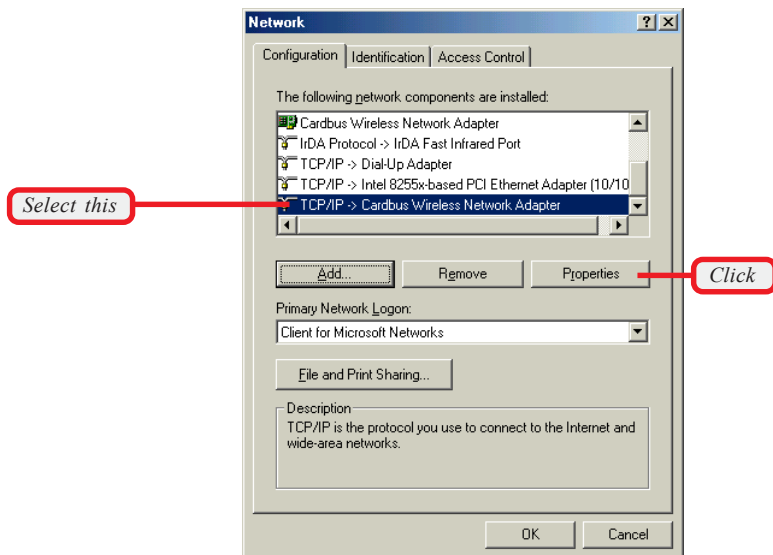 Network
Configuration
Identification
Access Control
The following network components are installed:
Cardbus Wireless Network Adapter
IrDA Protocol -> IrDA Fast Infrared Port
TCP/IP -> Dial-Up Adapter
TCP/IP -> Intel 8255x-based PCI Ethernet Adapter (10/10
TCP/IP -> Cardbus Wireless Network Adapter
Select this
Add...
Remove
Properties
Click
Primary Network Logon:
Client for Microsoft Networks
File and Print Sharing...
Description
TCP/IP is the protocol you use to connect to the Internet and
wide-area networks.
OK
Cancel